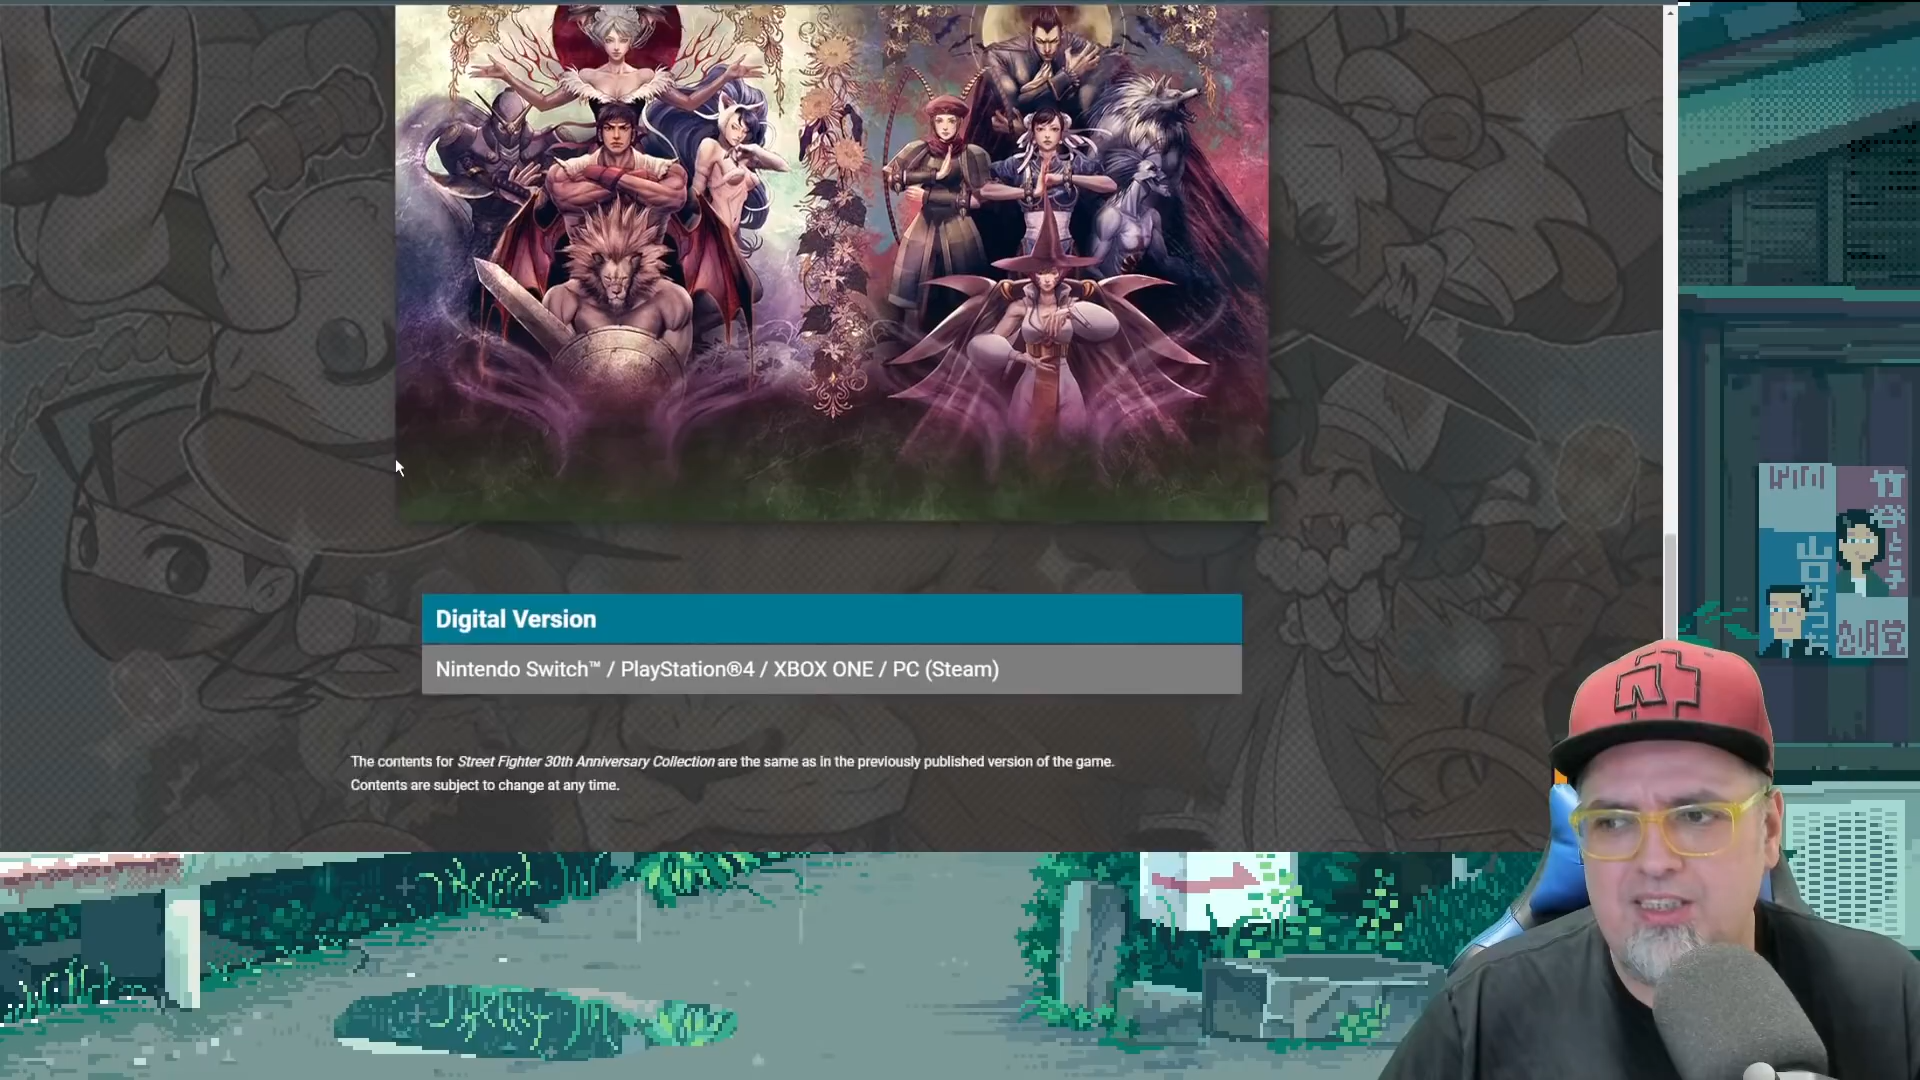 Digital Version
Nintendo Switch™ / PlayStation®4 / XBOX ONE / PC (Steam)
The contents for Street Fighter 30th Anniversary Collection are the same as in the previously published version of the game.
Contents are subject to change at any time.